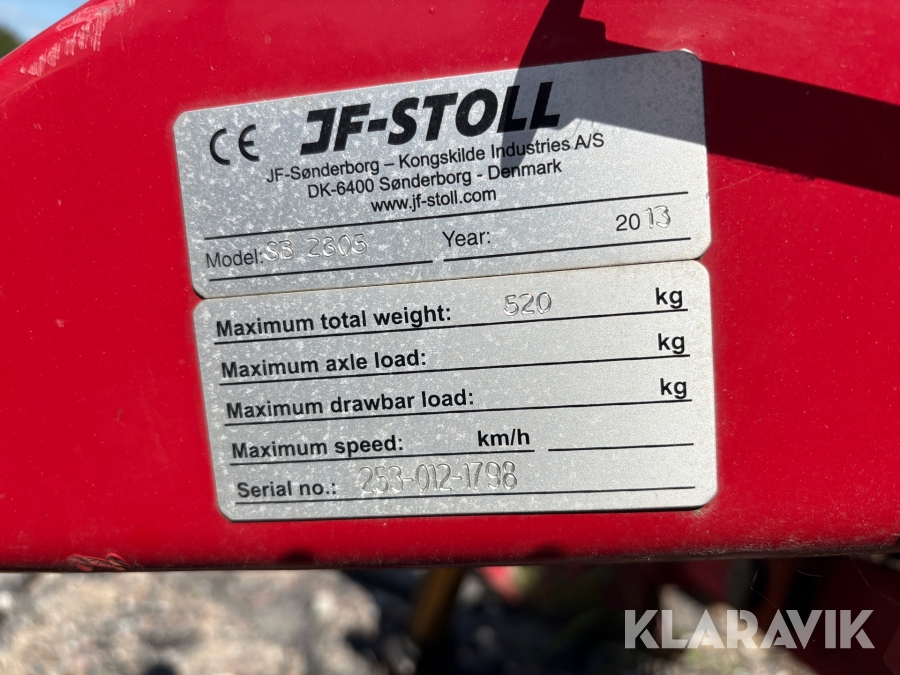 CE JF-STOLL
JF-Sønderborg – Kongskilde Industries A/S
DK-6400 Sønderborg - Denmark
www.jf-stoll.com
Model: SB 2805 Year: 2013
Maximum total weight: 520 kg
Maximum axle load: kg
Maximum drawbar load: kg
Maximum speed: km/h
Serial no.: 253-012-1798
KLARAVIK